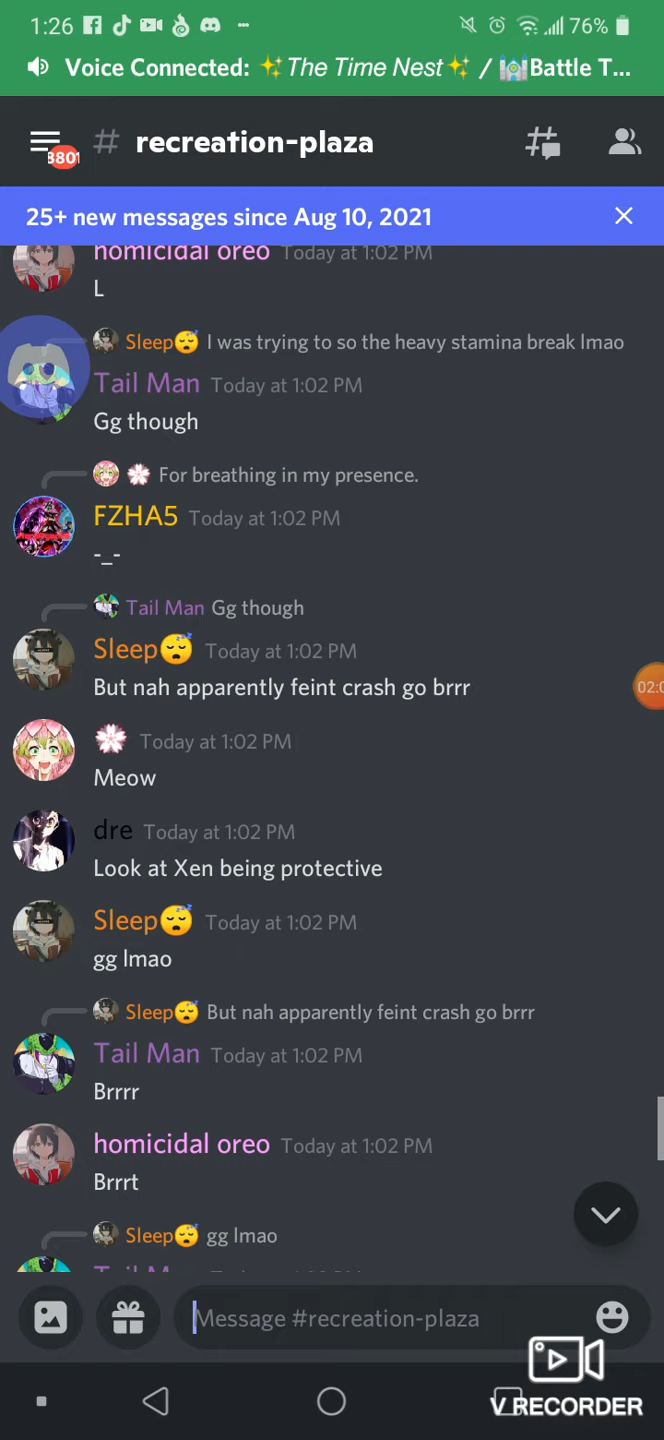 1:26 76%
Voice Connected: ✨The Time Nest✨ / 🏰Battle T...
3801 # recreation-plaza
25+ new messages since Aug 10, 2021
homicidal oreo Today at 1:02 PM
L
Sleep😴 I was trying to so the heavy stamina break lmao
Tail Man Today at 1:02 PM
Gg though
🌸 For breathing in my presence.
FZHA5 Today at 1:02 PM
-_-
Tail Man Gg though
Sleep😴 Today at 1:02 PM
But nah apparently feint crash go brrr
🌸 Today at 1:02 PM
Meow
dre Today at 1:02 PM
Look at Xen being protective
Sleep😴 Today at 1:02 PM
gg lmao
Sleep😴 But nah apparently feint crash go brrr
Tail Man Today at 1:02 PM
Brrrr
homicidal oreo Today at 1:02 PM
Brrrt
Sleep😴 gg lmao
Message #recreation-plaza
V RECORDER